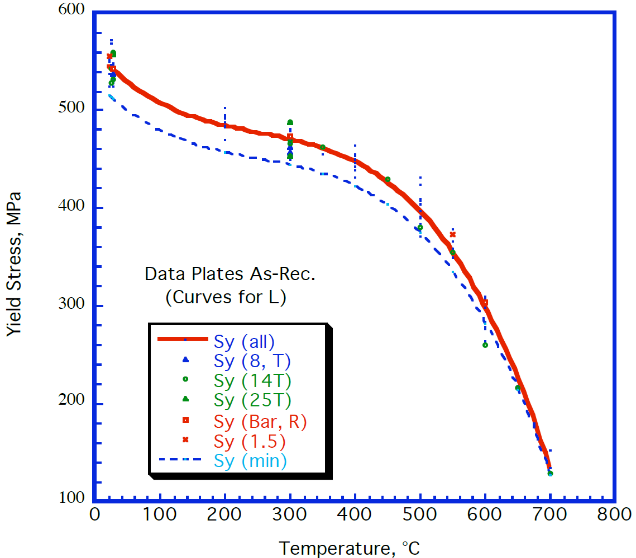 600
500
400
300
200
100
Yield Stress, MPa
Data Plates As-Rec.
(Curves for L)
Sy (all)
Sy (8, T)
Sy (14T)
Sy (25T)
Sy (Bar, R)
Sy (1.5)
Sy (min)
0 100 200 300 400 500 600 700 800
Temperature, °C